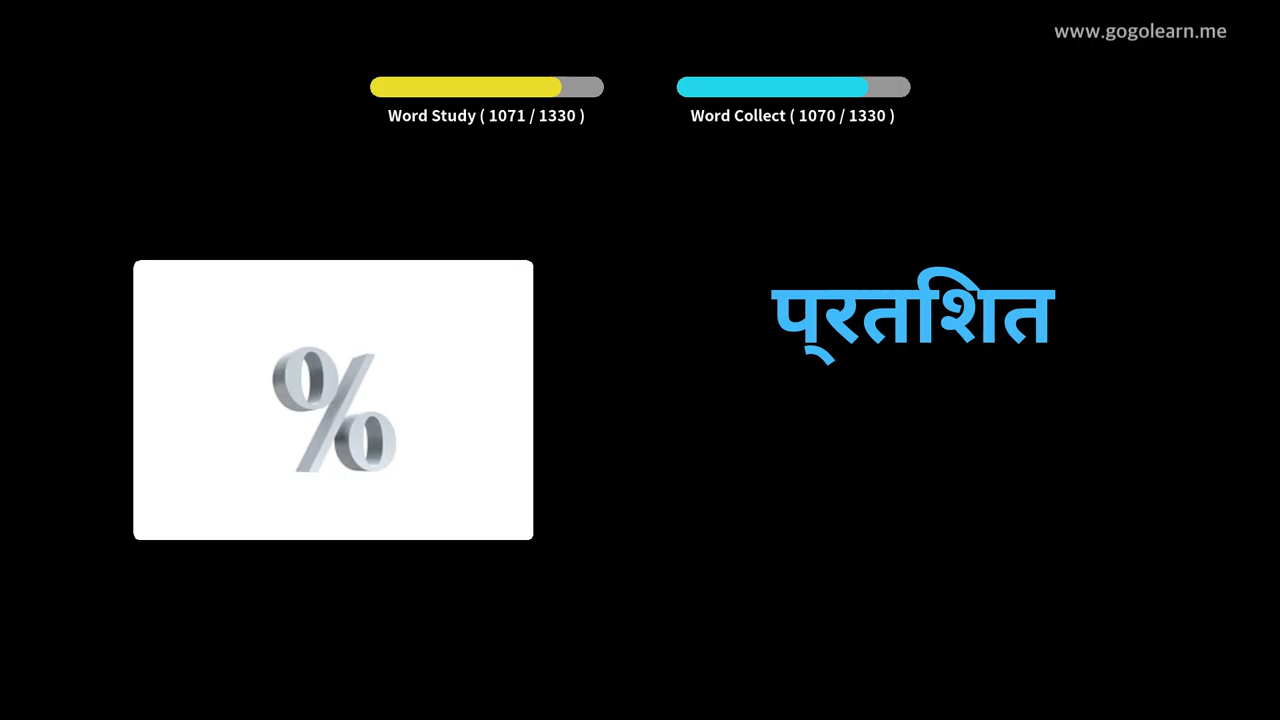 www.gogolearn.me
Word Study ( 1071 / 1330 )
Word Collect ( 1070 / 1330 )
%
प्रतिशत